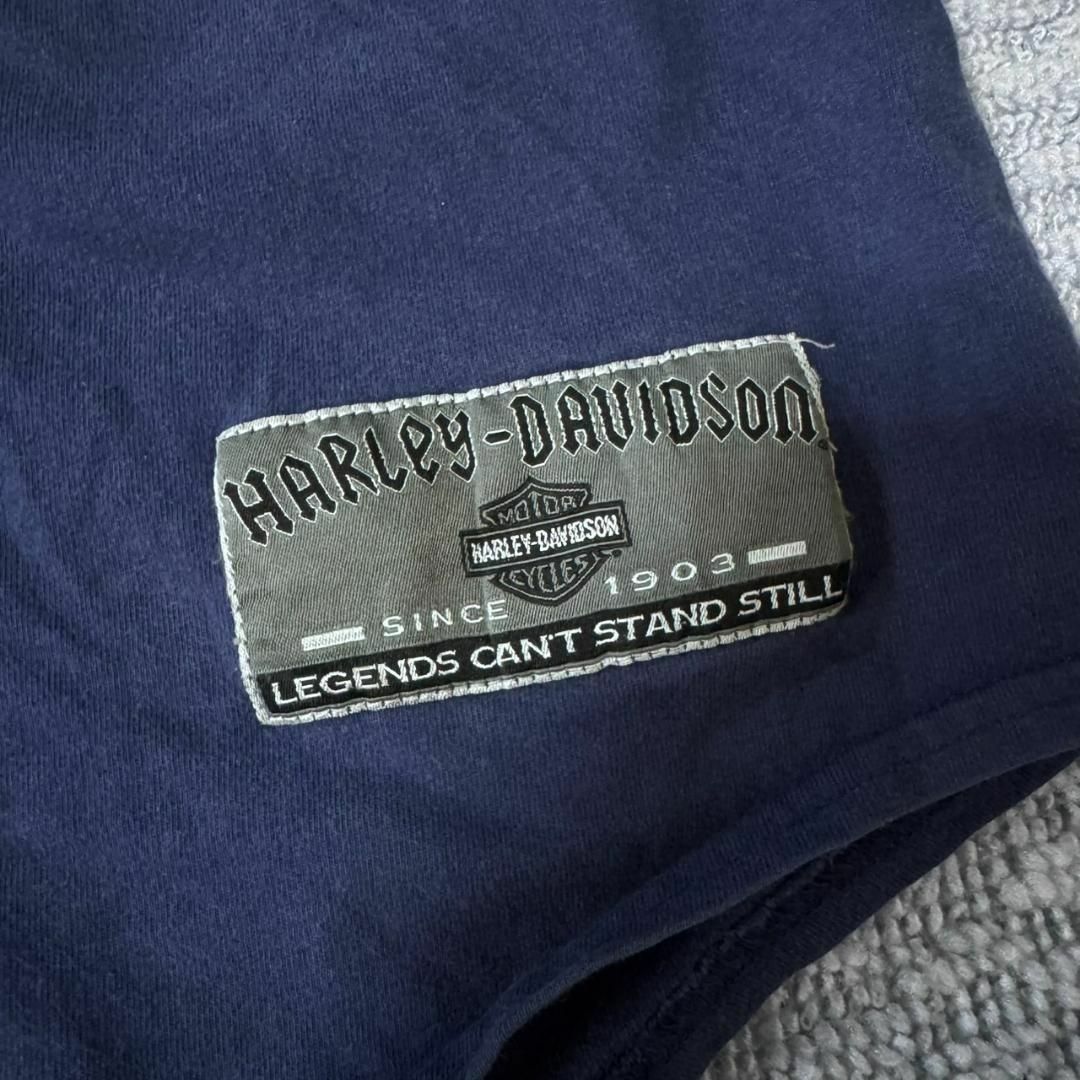 HARLEY-DAVIDSON
MOTOR
HARLEY-DAVIDSON
CYCLES
SINCE 1903
LEGENDS CAN'T STAND STILL